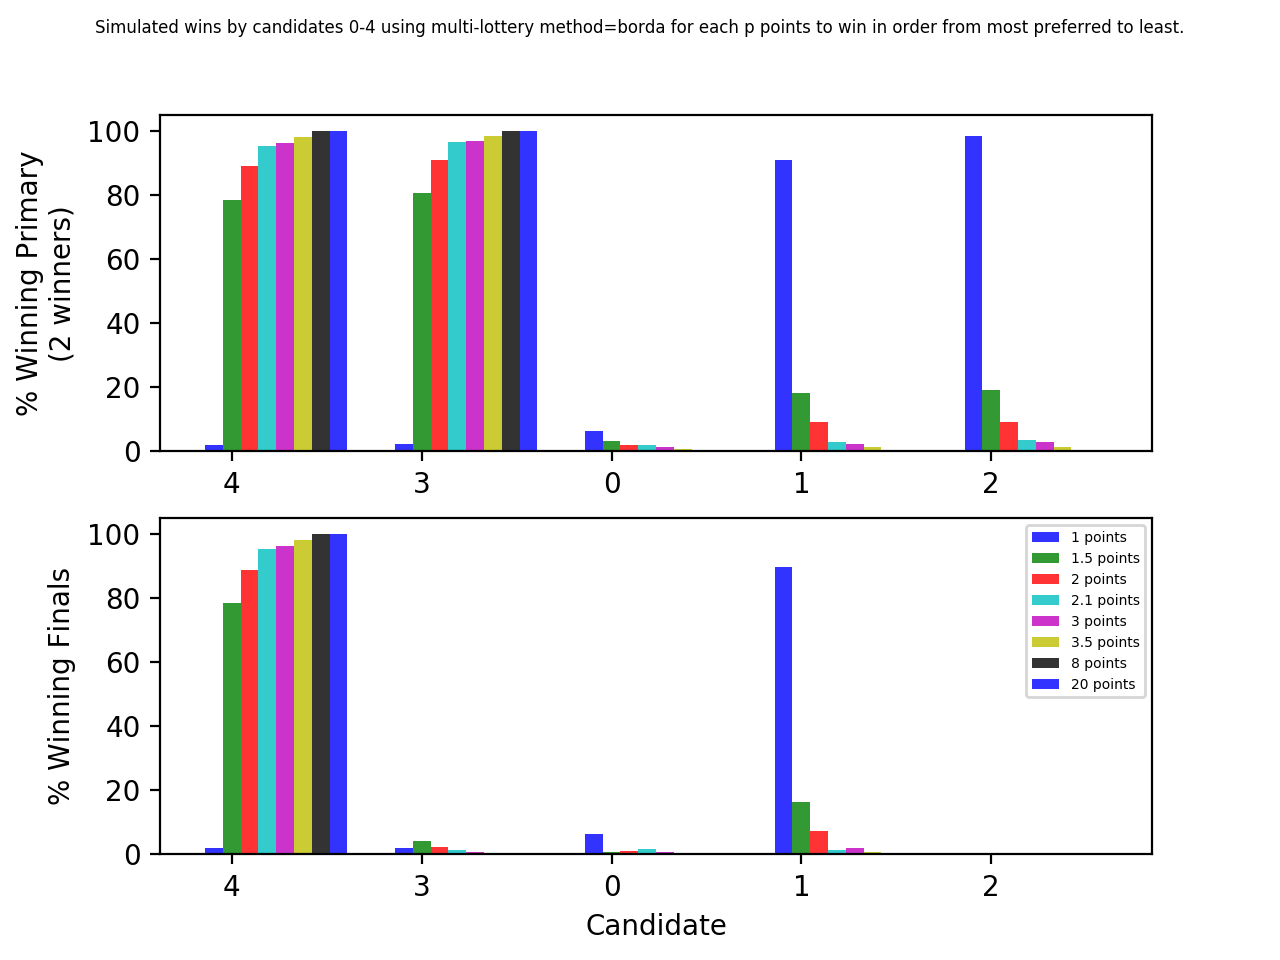 Simulated wins by candidates 0-4 using multi-lottery method=borda for each p points to win in order from most preferred to least.
% Winning Primary
(2 winners)
100
80
60
40
20
0
4 3 0 1 2
% Winning Finals
100
80
60
40
20
0
1 points
1.5 points
2 points
2.1 points
3 points
3.5 points
8 points
20 points
4 3 0 1 2
Candidate